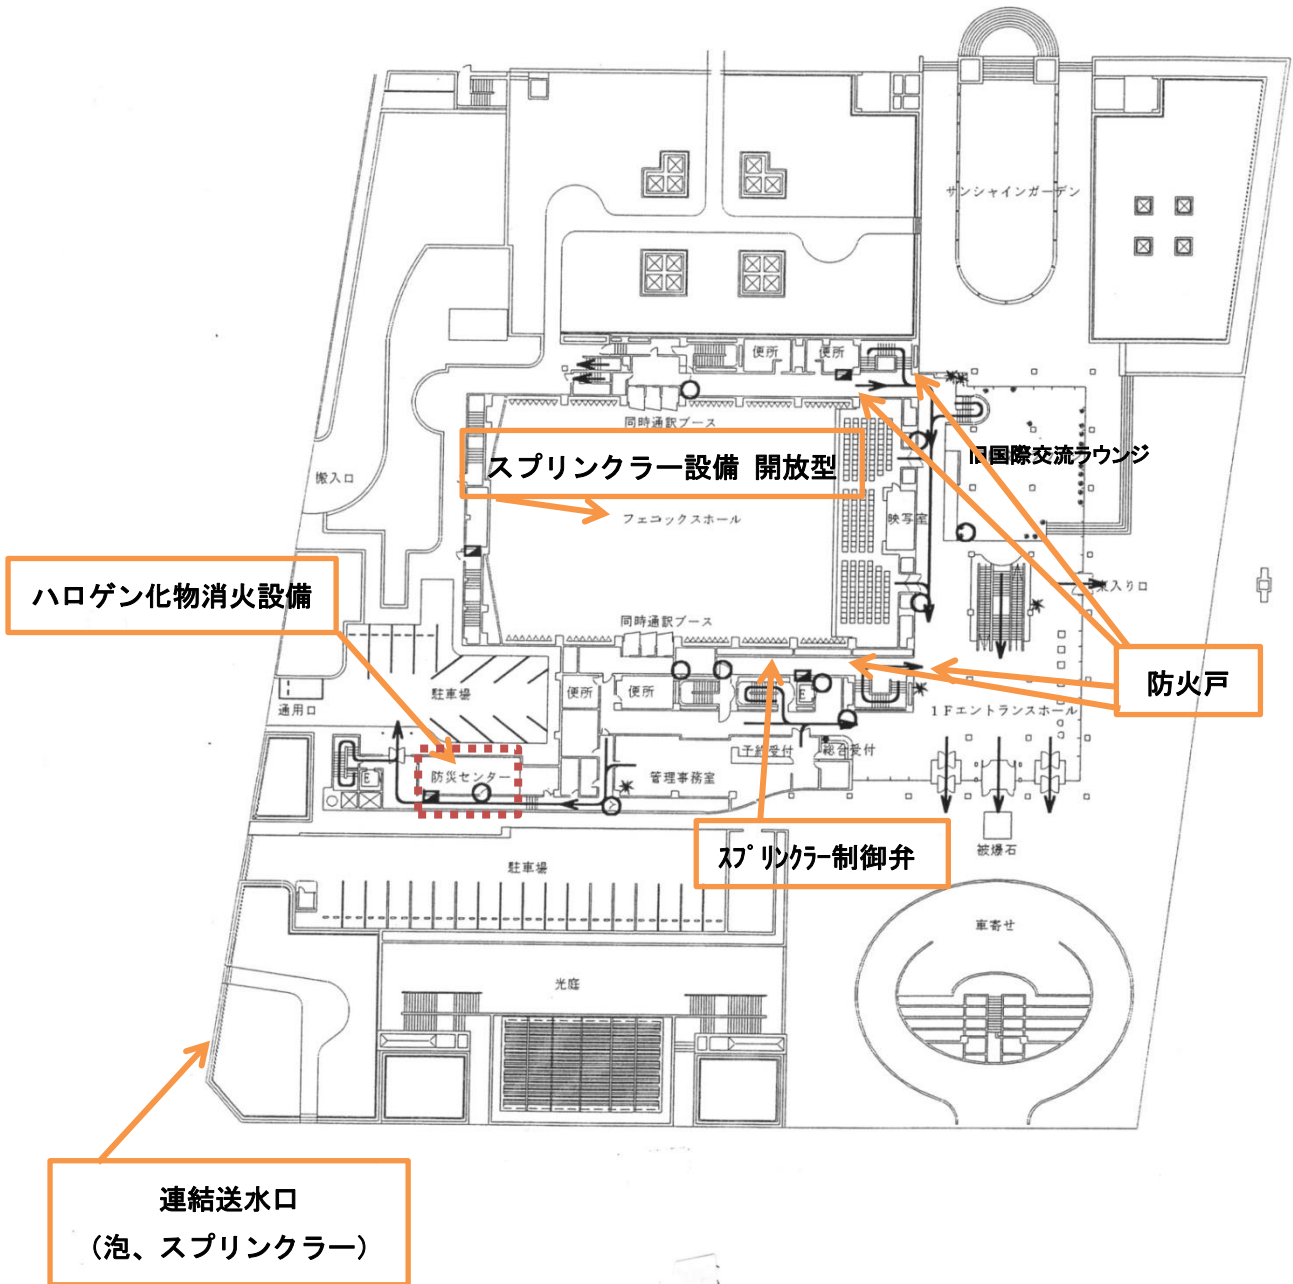 サンシャインガーデン
便所
便所
同時通訳ブース
スプリンクラー設備 開放型
旧国際交流ラウンジ
搬入口
フェニックスホール
映写室
ハロゲン化物消火設備
東入り口
同時通訳ブース
防火戸
駐車場
便所
便所
E
通用口
1Fエントランスホール
予約受付
総合受付
E
防災センター
管理事務室
スプリンクラー制御弁
被爆石
駐車場
車寄せ
光庭
連結送水口
(泡、スプリンクラー)